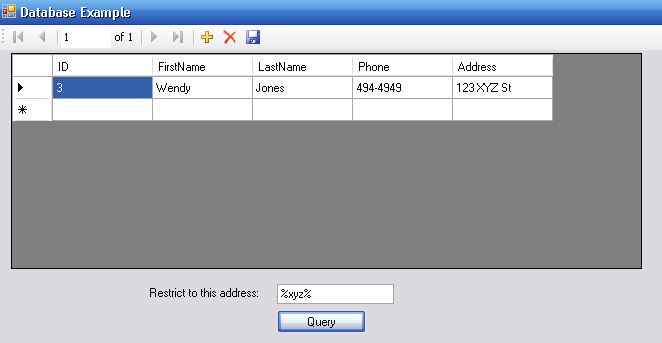 Database Example
1 of 1
ID FirstName LastName Phone Address
3 Wendy Jones 494-4949 123 XYZ St
Restrict to this address: %xyz%
Query